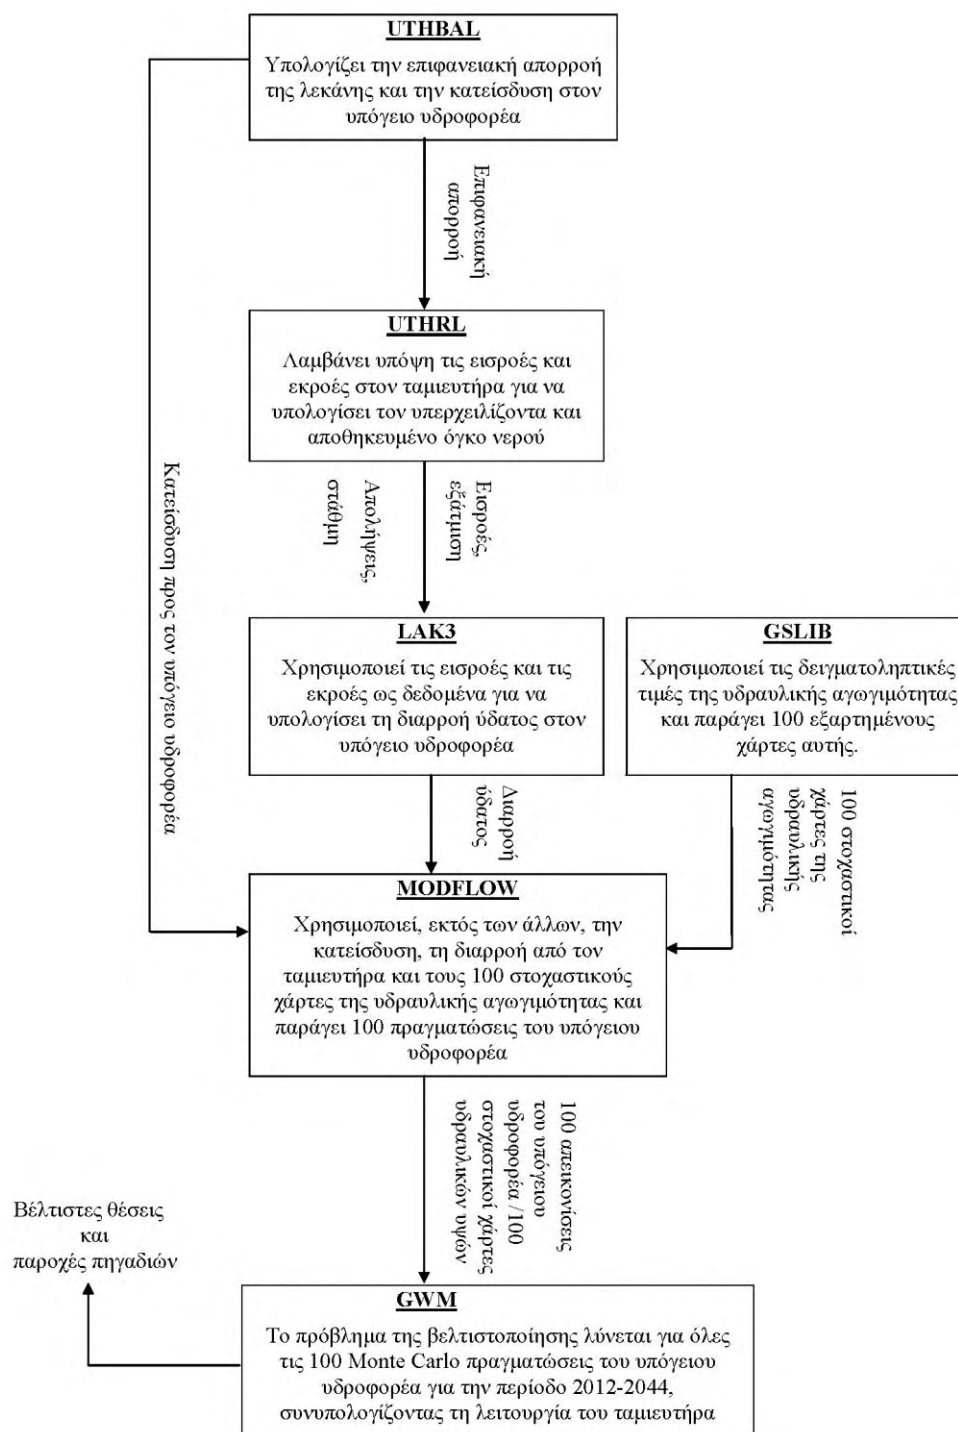 UTHBAL
Υπολογίζει την επιφανειακή απορροή
της λεκάνης και την κατείσδυση στον
υπόγειο υδροφορέα
Επιφανειακή
απορροή
UTHRL
Λαμβάνει υπόψη τις εισροές και
εκροές στον ταμιευτήρα για να
υπολογίσει τον υπερχειλίζοντα και
αποθηκευμένο όγκο νερού
Κατείσδυση προς τον υπόγειο υδροφορέα
Εισροές,
εξάτμιση
Απολήψεις,
στάθμη
LAK3
Χρησιμοποιεί τις εισροές και τις
εκροές ως δεδομένα για να
υπολογίσει τη διαρροή ύδατος στον
υπόγειο υδροφορέα
GSLIB
Χρησιμοποιεί τις δειγματοληπτικές
τιμές της υδραυλικής αγωγιμότητας
και παράγει 100 εξαρτημένους
χάρτες αυτής.
Διαρροή
ύδατος
100 στοχαστικοί
χάρτες της
υδραυλικής
αγωγιμότητας
MODFLOW
Χρησιμοποιεί, εκτός των άλλων, την
κατείσδυση, τη διαρροή από τον
ταμιευτήρα και τους 100 στοχαστικούς
χάρτες της υδραυλικής αγωγιμότητας και
παράγει 100 πραγματώσεις του υπόγειου
υδροφορέα
100 απεικονίσεις
του υπόγειου
υδροφορέα /100
στοχαστικοί χάρτες
υδραυλικών υψών
Βέλτιστες θέσεις
και
παροχές πηγαδιών
GWM
Το πρόβλημα της βελτιστοποίησης λύνεται για όλες
τις 100 Monte Carlo πραγματώσεις του υπόγειου
υδροφορέα για την περίοδο 2012-2044,
συνυπολογίζοντας τη λειτουργία του ταμιευτήρα